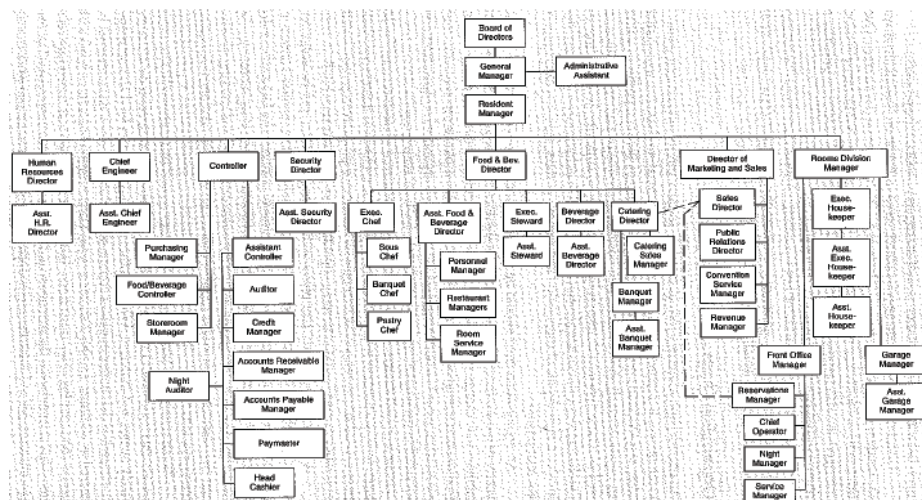 Board of
Directors
General
Manager
Administrative
Assistant
Resident
Manager
Human
Resources
Director
Chief
Engineer
Controller
Security
Director
Food & Bev.
Director
Director of
Marketing and Sales
Rooms Division
Manager
Asst.
H.R.
Director
Asst. Chief
Engineer
Purchasing
Manager
Food/Beverage
Controller
Storeroom
Manager
Night
Auditor
Assistant
Controller
Auditor
Credit
Manager
Accounts Receivable
Manager
Accounts Payable
Manager
Paymaster
Head
Cashier
Asst. Security
Director
Exec.
Chef
Sous
Chef
Banquet
Chef
Pastry
Chef
Asst. Food &
Beverage
Director
Personnel
Manager
Restaurant
Managers
Room
Service
Manager
Exec.
Steward
Asst.
Steward
Beverage
Director
Asst.
Beverage
Director
Catering
Director
Catering
Sales
Manager
Banquet
Manager
Asst.
Banquet
Manager
Sales
Director
Public
Relations
Director
Convention
Service
Manager
Revenue
Manager
Exec.
House-
keeper
Asst.
Exec.
House-
keeper
Asst.
House-
keeper
Front Office
Manager
Reservations
Manager
Chief
Operator
Night
Manager
Service
Manager
Garage
Manager
Asst.
Garage
Manager